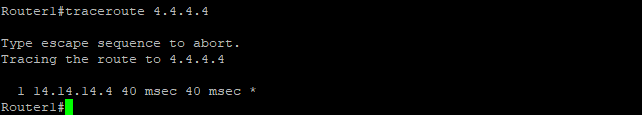 Router1#traceroute 4.4.4.4
Type escape sequence to abort.
Tracing the route to 4.4.4.4
1 14.14.14.4 40 msec 40 msec *
Router1#